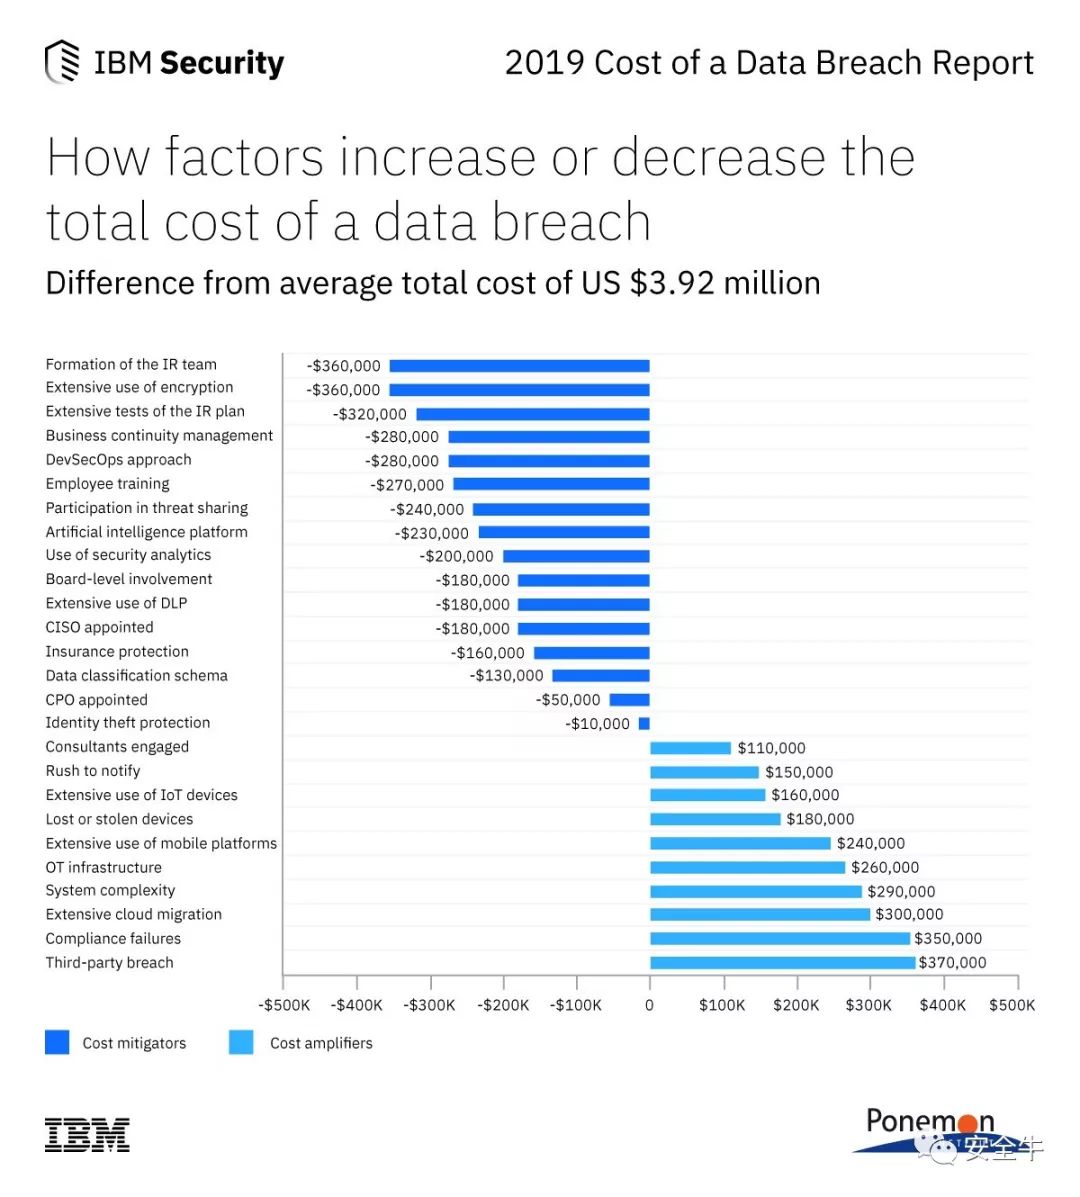 IBM Security
2019 Cost of a Data Breach Report
How factors increase or decrease the
total cost of a data breach
Difference from average total cost of US $3.92 million
Formation of the IR team -$360,000
Extensive use of encryption -$360,000
Extensive tests of the IR plan -$320,000
Business continuity management -$280,000
DevSecOps approach -$280,000
Employee training -$270,000
Participation in threat sharing -$240,000
Artificial intelligence platform -$230,000
Use of security analytics -$200,000
Board-level involvement -$180,000
Extensive use of DLP -$180,000
CISO appointed -$180,000
Insurance protection -$160,000
Data classification schema -$130,000
CPO appointed -$50,000
Identity theft protection -$10,000
Consultants engaged $110,000
Rush to notify $150,000
Extensive use of IoT devices $160,000
Lost or stolen devices $180,000
Extensive use of mobile platforms $240,000
OT infrastructure $260,000
System complexity $290,000
Extensive cloud migration $300,000
Compliance failures $350,000
Third-party breach $370,000
-$500K -$400K -$300K -$200K -$100K 0 $100K $200K $300K $400K $500K
Cost mitigators Cost amplifiers
IBM
Ponemon
安全牛